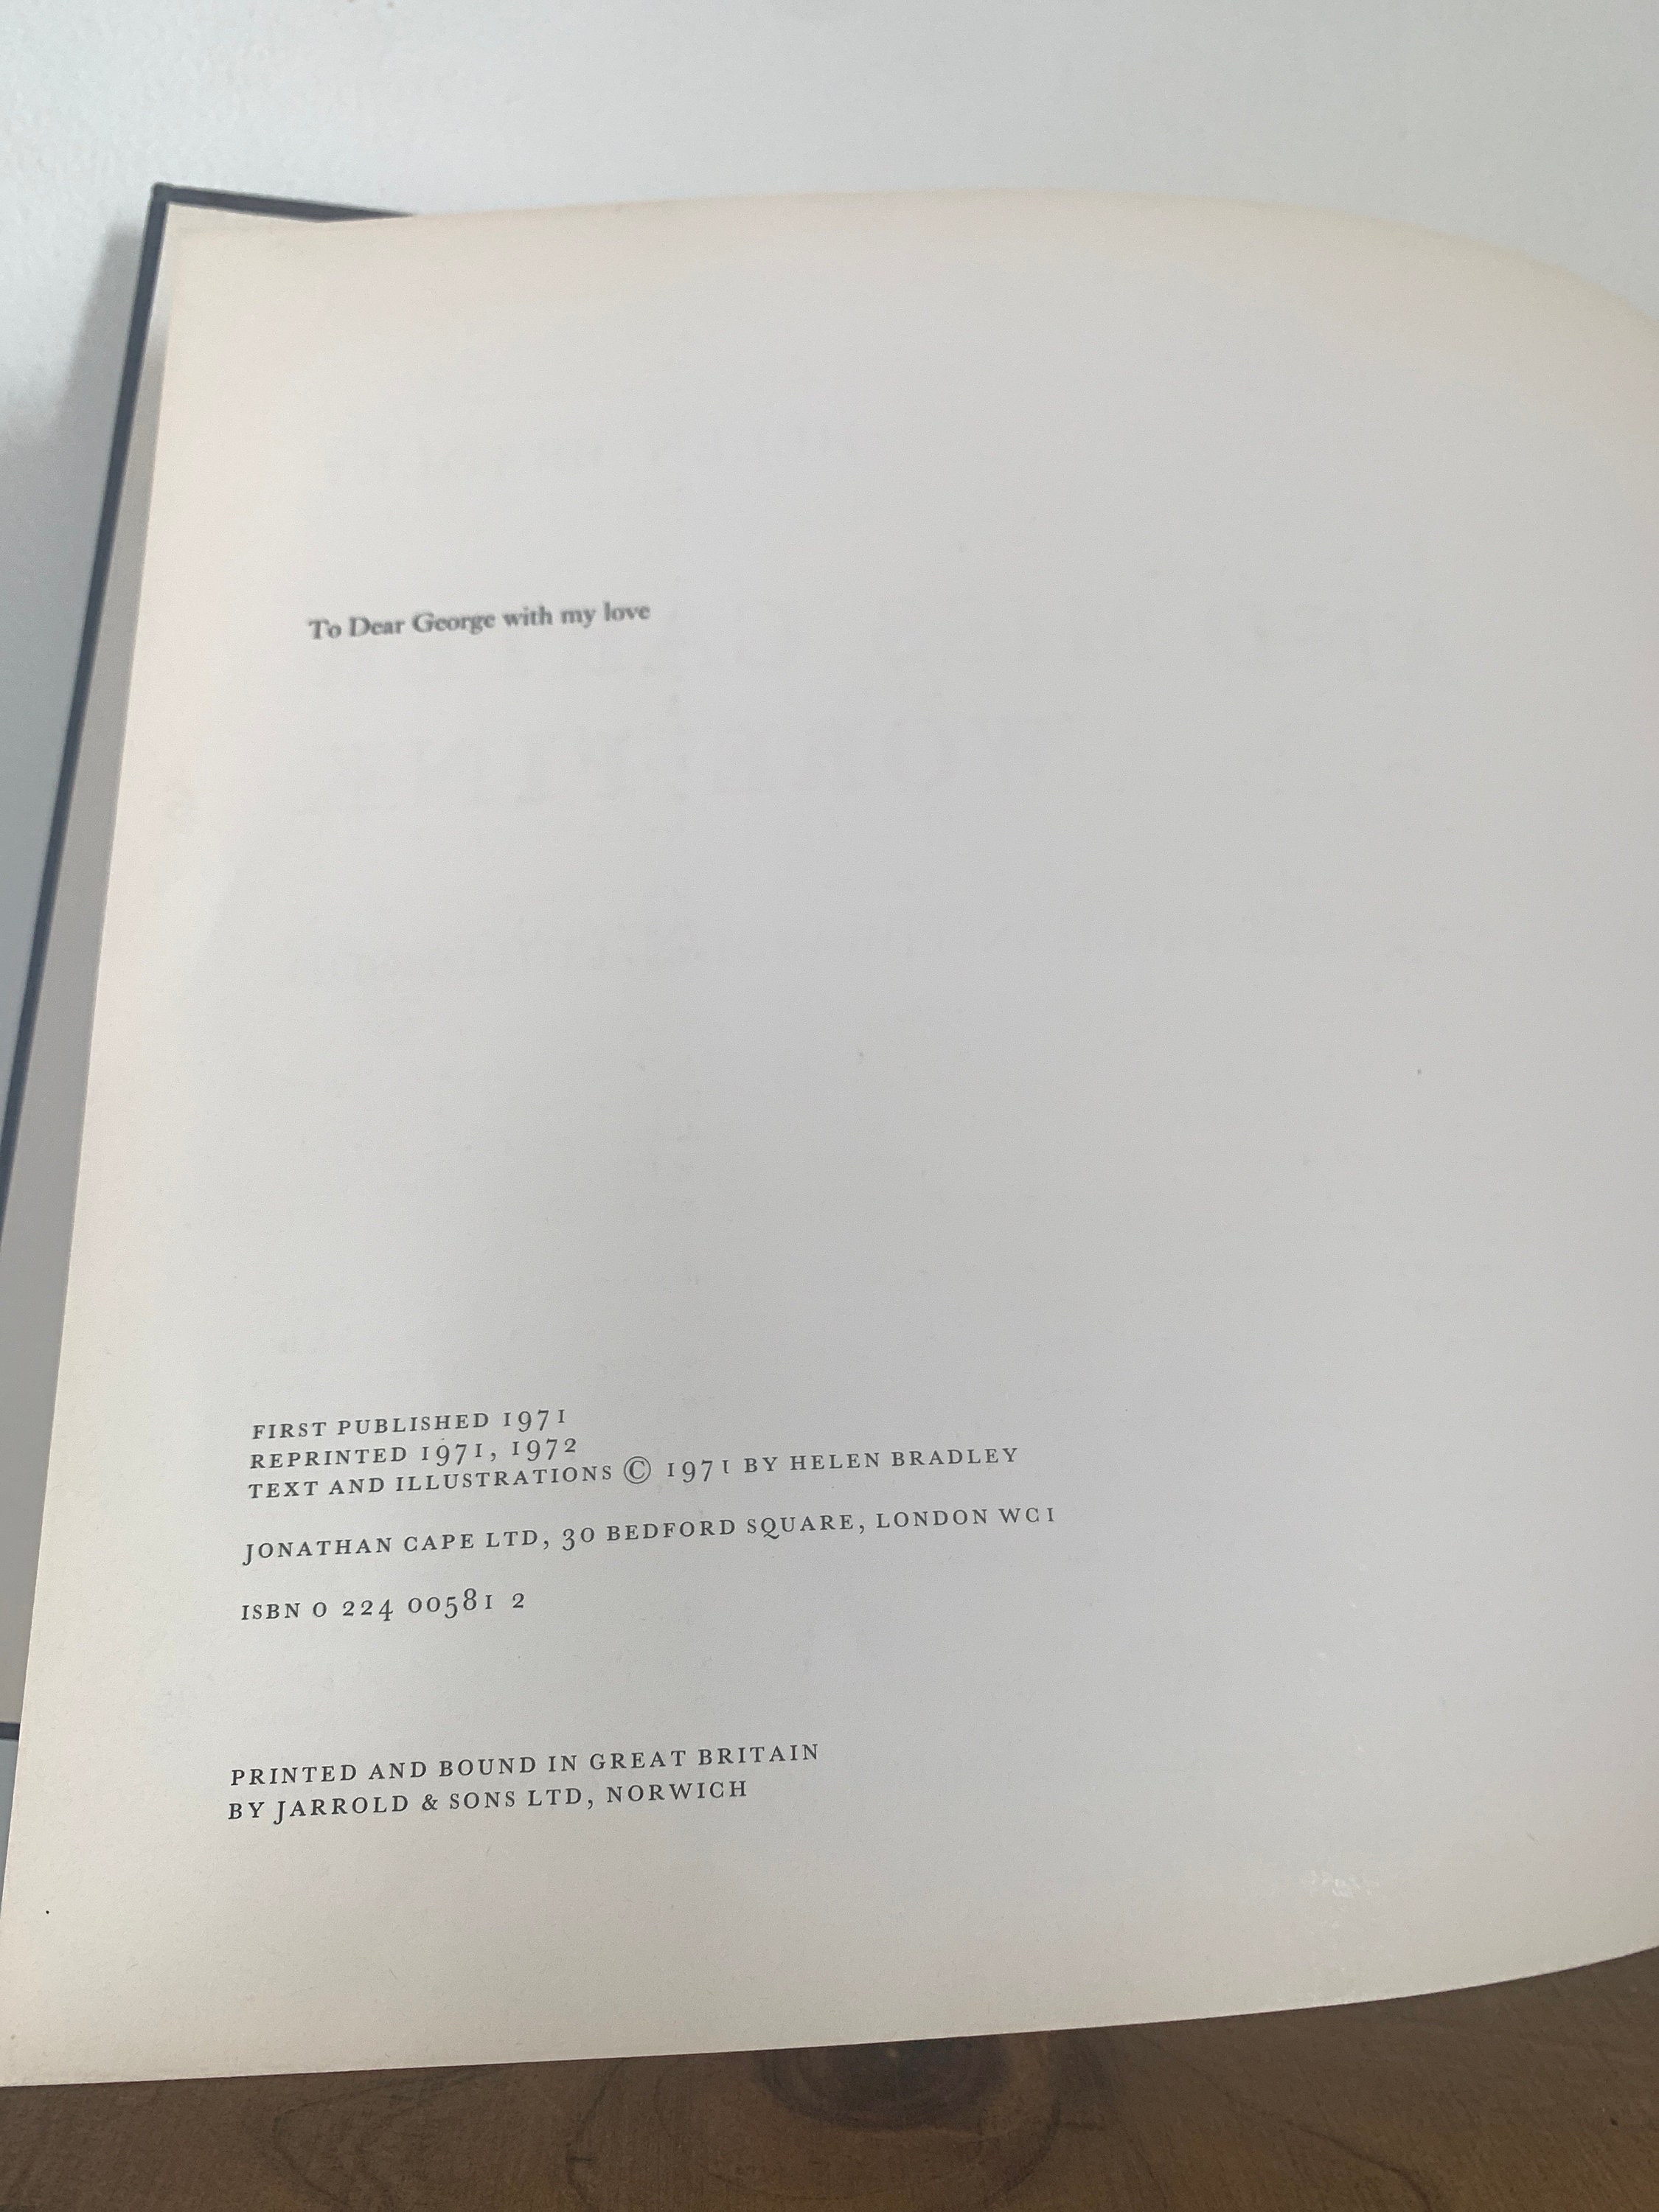 To Dear George with my love
FIRST PUBLISHED 1971
REPRINTED 1971, 1972
TEXT AND ILLUSTRATIONS © 1971 BY HELEN BRADLEY
JONATHAN CAPE LTD, 30 BEDFORD SQUARE, LONDON WC1
ISBN 0 224 00581 2
PRINTED AND BOUND IN GREAT BRITAIN
BY JARROLD & SONS LTD, NORWICH